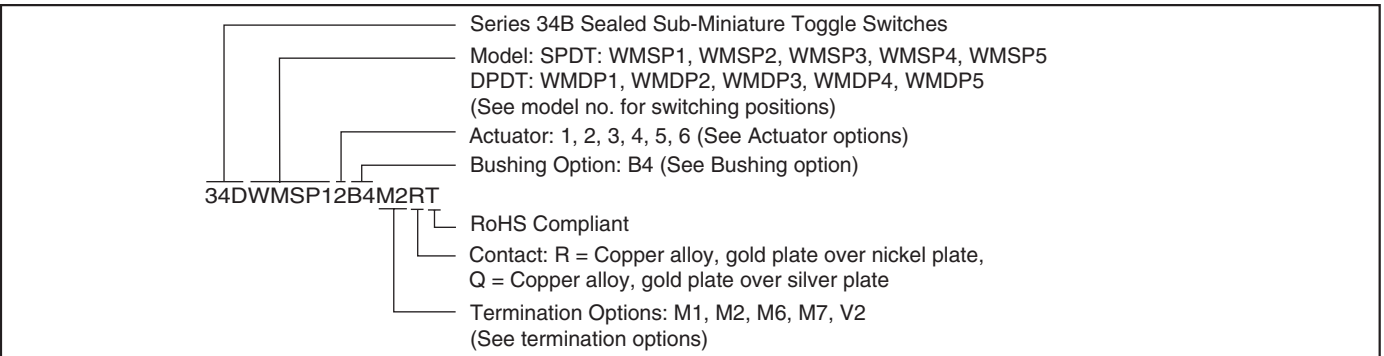 Series 34B Sealed Sub-Miniature Toggle Switches
Model: SPDT: WMSP1, WMSP2, WMSP3, WMSP4, WMSP5
DPDT: WMDP1, WMDP2, WMDP3, WMDP4, WMDP5
(See model no. for switching positions)
Actuator: 1, 2, 3, 4, 5, 6 (See Actuator options)
Bushing Option: B4 (See Bushing option)
34DWMSP12B4M2RT
RoHS Compliant
Contact: R = Copper alloy, gold plate over nickel plate,
Q = Copper alloy, gold plate over silver plate
Termination Options: M1, M2, M6, M7, V2
(See termination options)